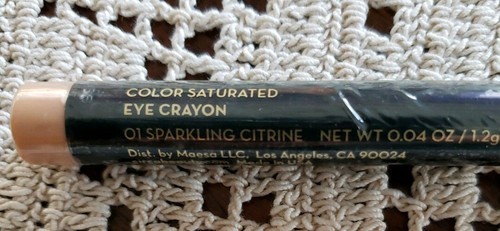 COLOR SATURATED
EYE CRAYON
01 SPARKLING CITRINE NET WT 0.04 OZ / 1.2g
Dist. by Maesa LLC, Los Angeles, CA 90024